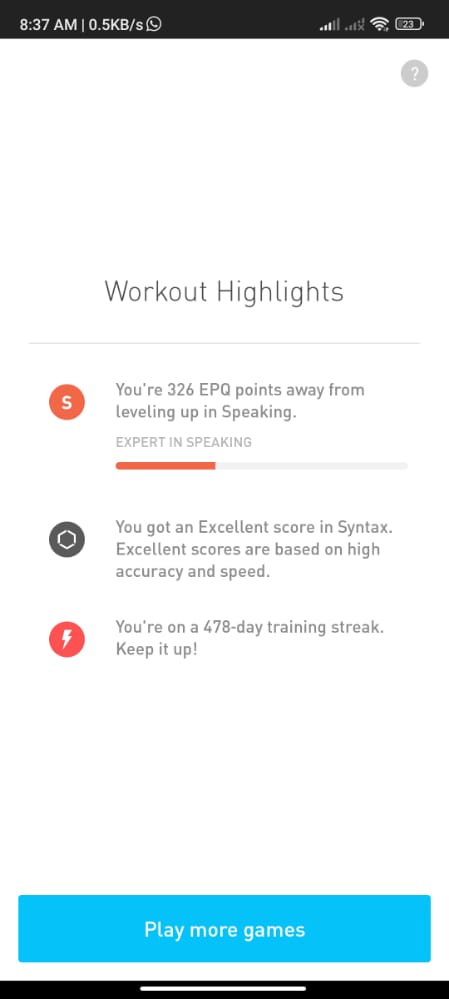 8:37 AM | 0.5KB/s
23
?
Workout Highlights
S
You're 326 EPQ points away from
leveling up in Speaking.
EXPERT IN SPEAKING
You got an Excellent score in Syntax.
Excellent scores are based on high
accuracy and speed.
You're on a 478-day training streak.
Keep it up!
Play more games